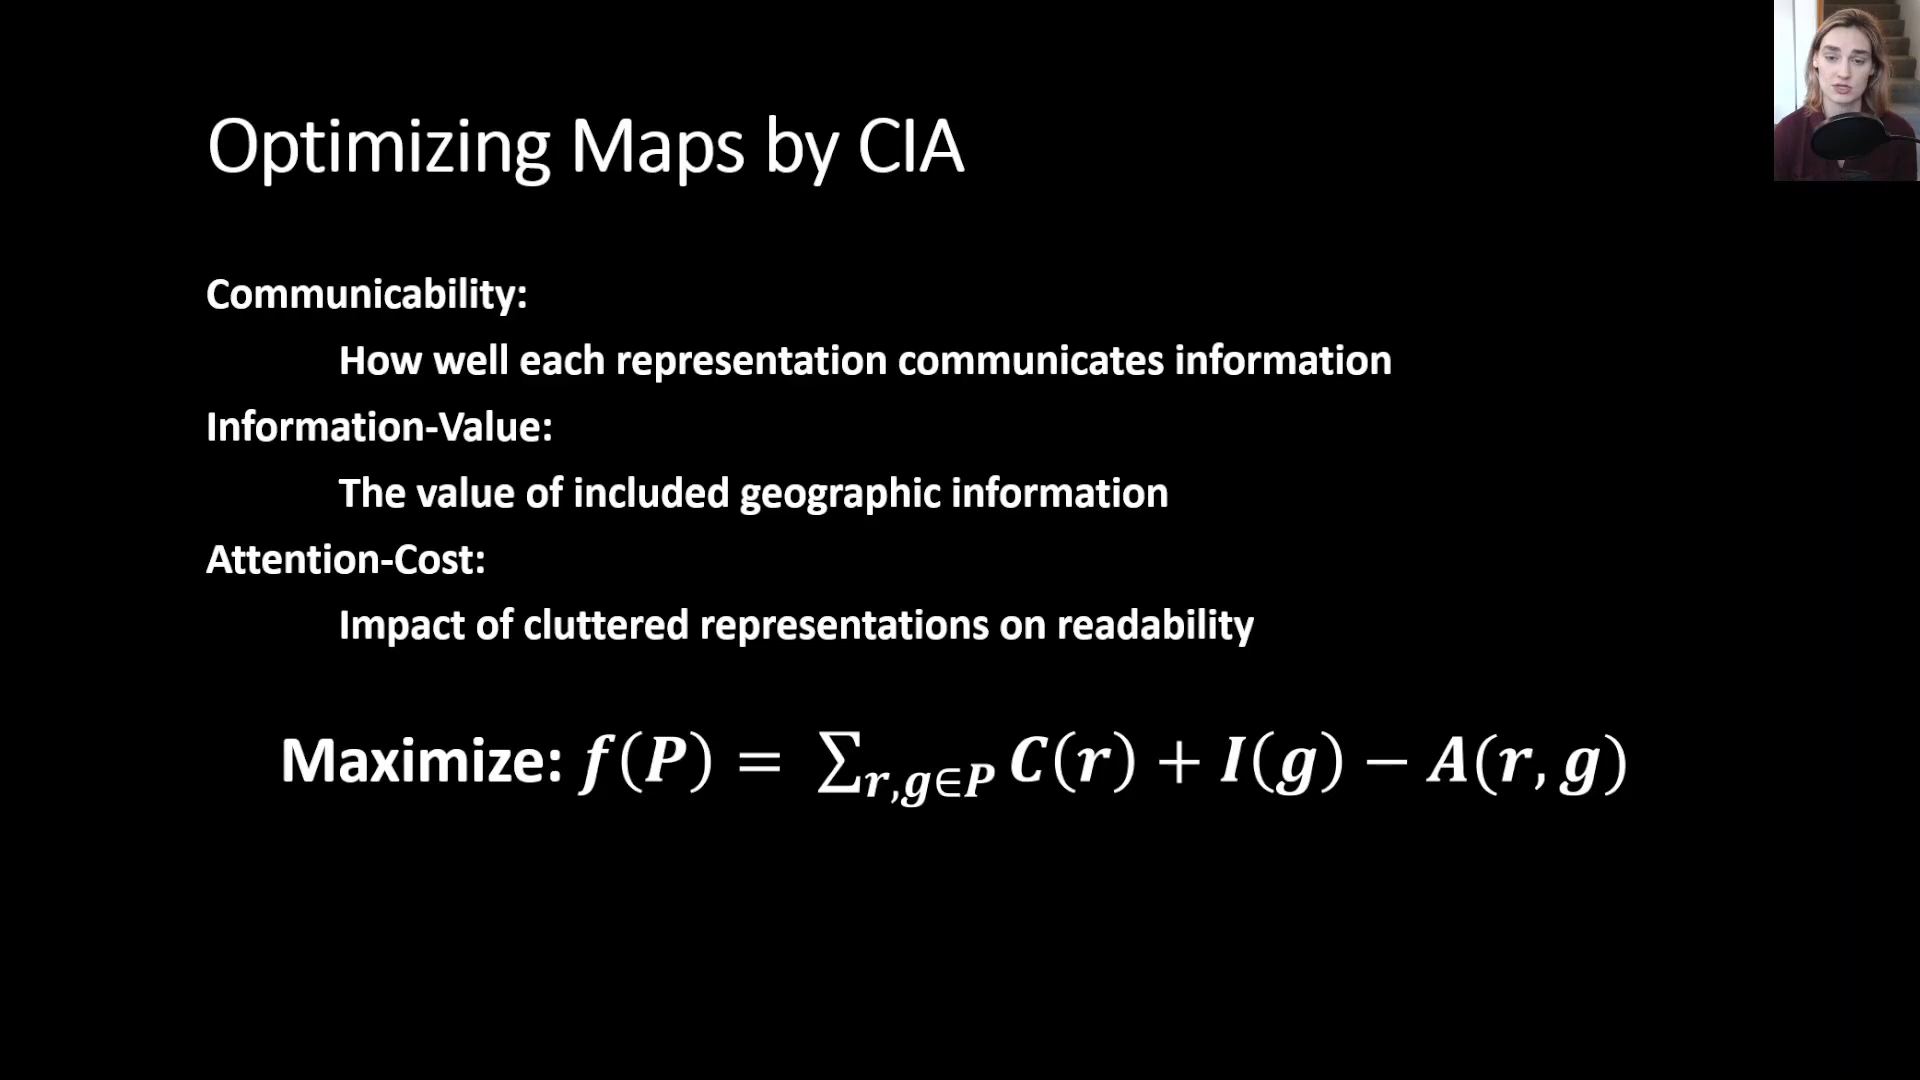 Optimizing Maps by CIA
Communicability:
How well each representation communicates information
Information-Value:
The value of included geographic information
Attention-Cost:
Impact of cluttered representations on readability
Maximize: f(P) = ∑r,g∈P C(r) + I(g) − A(r, g)